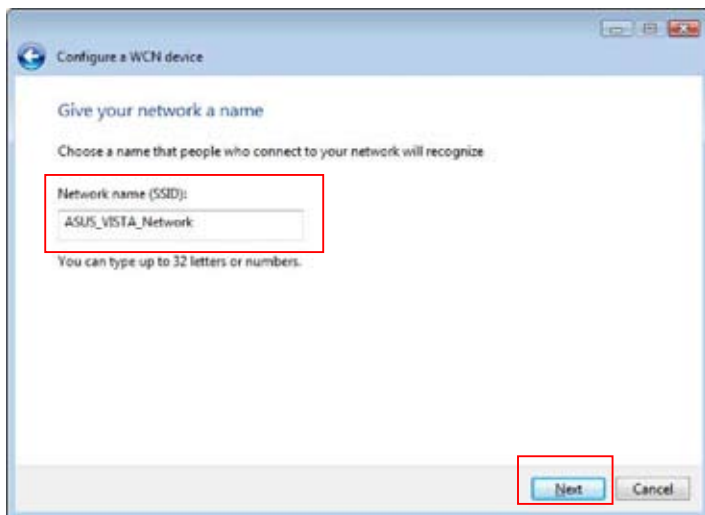 Configure a WCN device
Give your network a name
Choose a name that people who connect to your network will recognize
Network name (SSID):
ASUS_VISTA_Network
You can type up to 32 letters or numbers.
Next Cancel